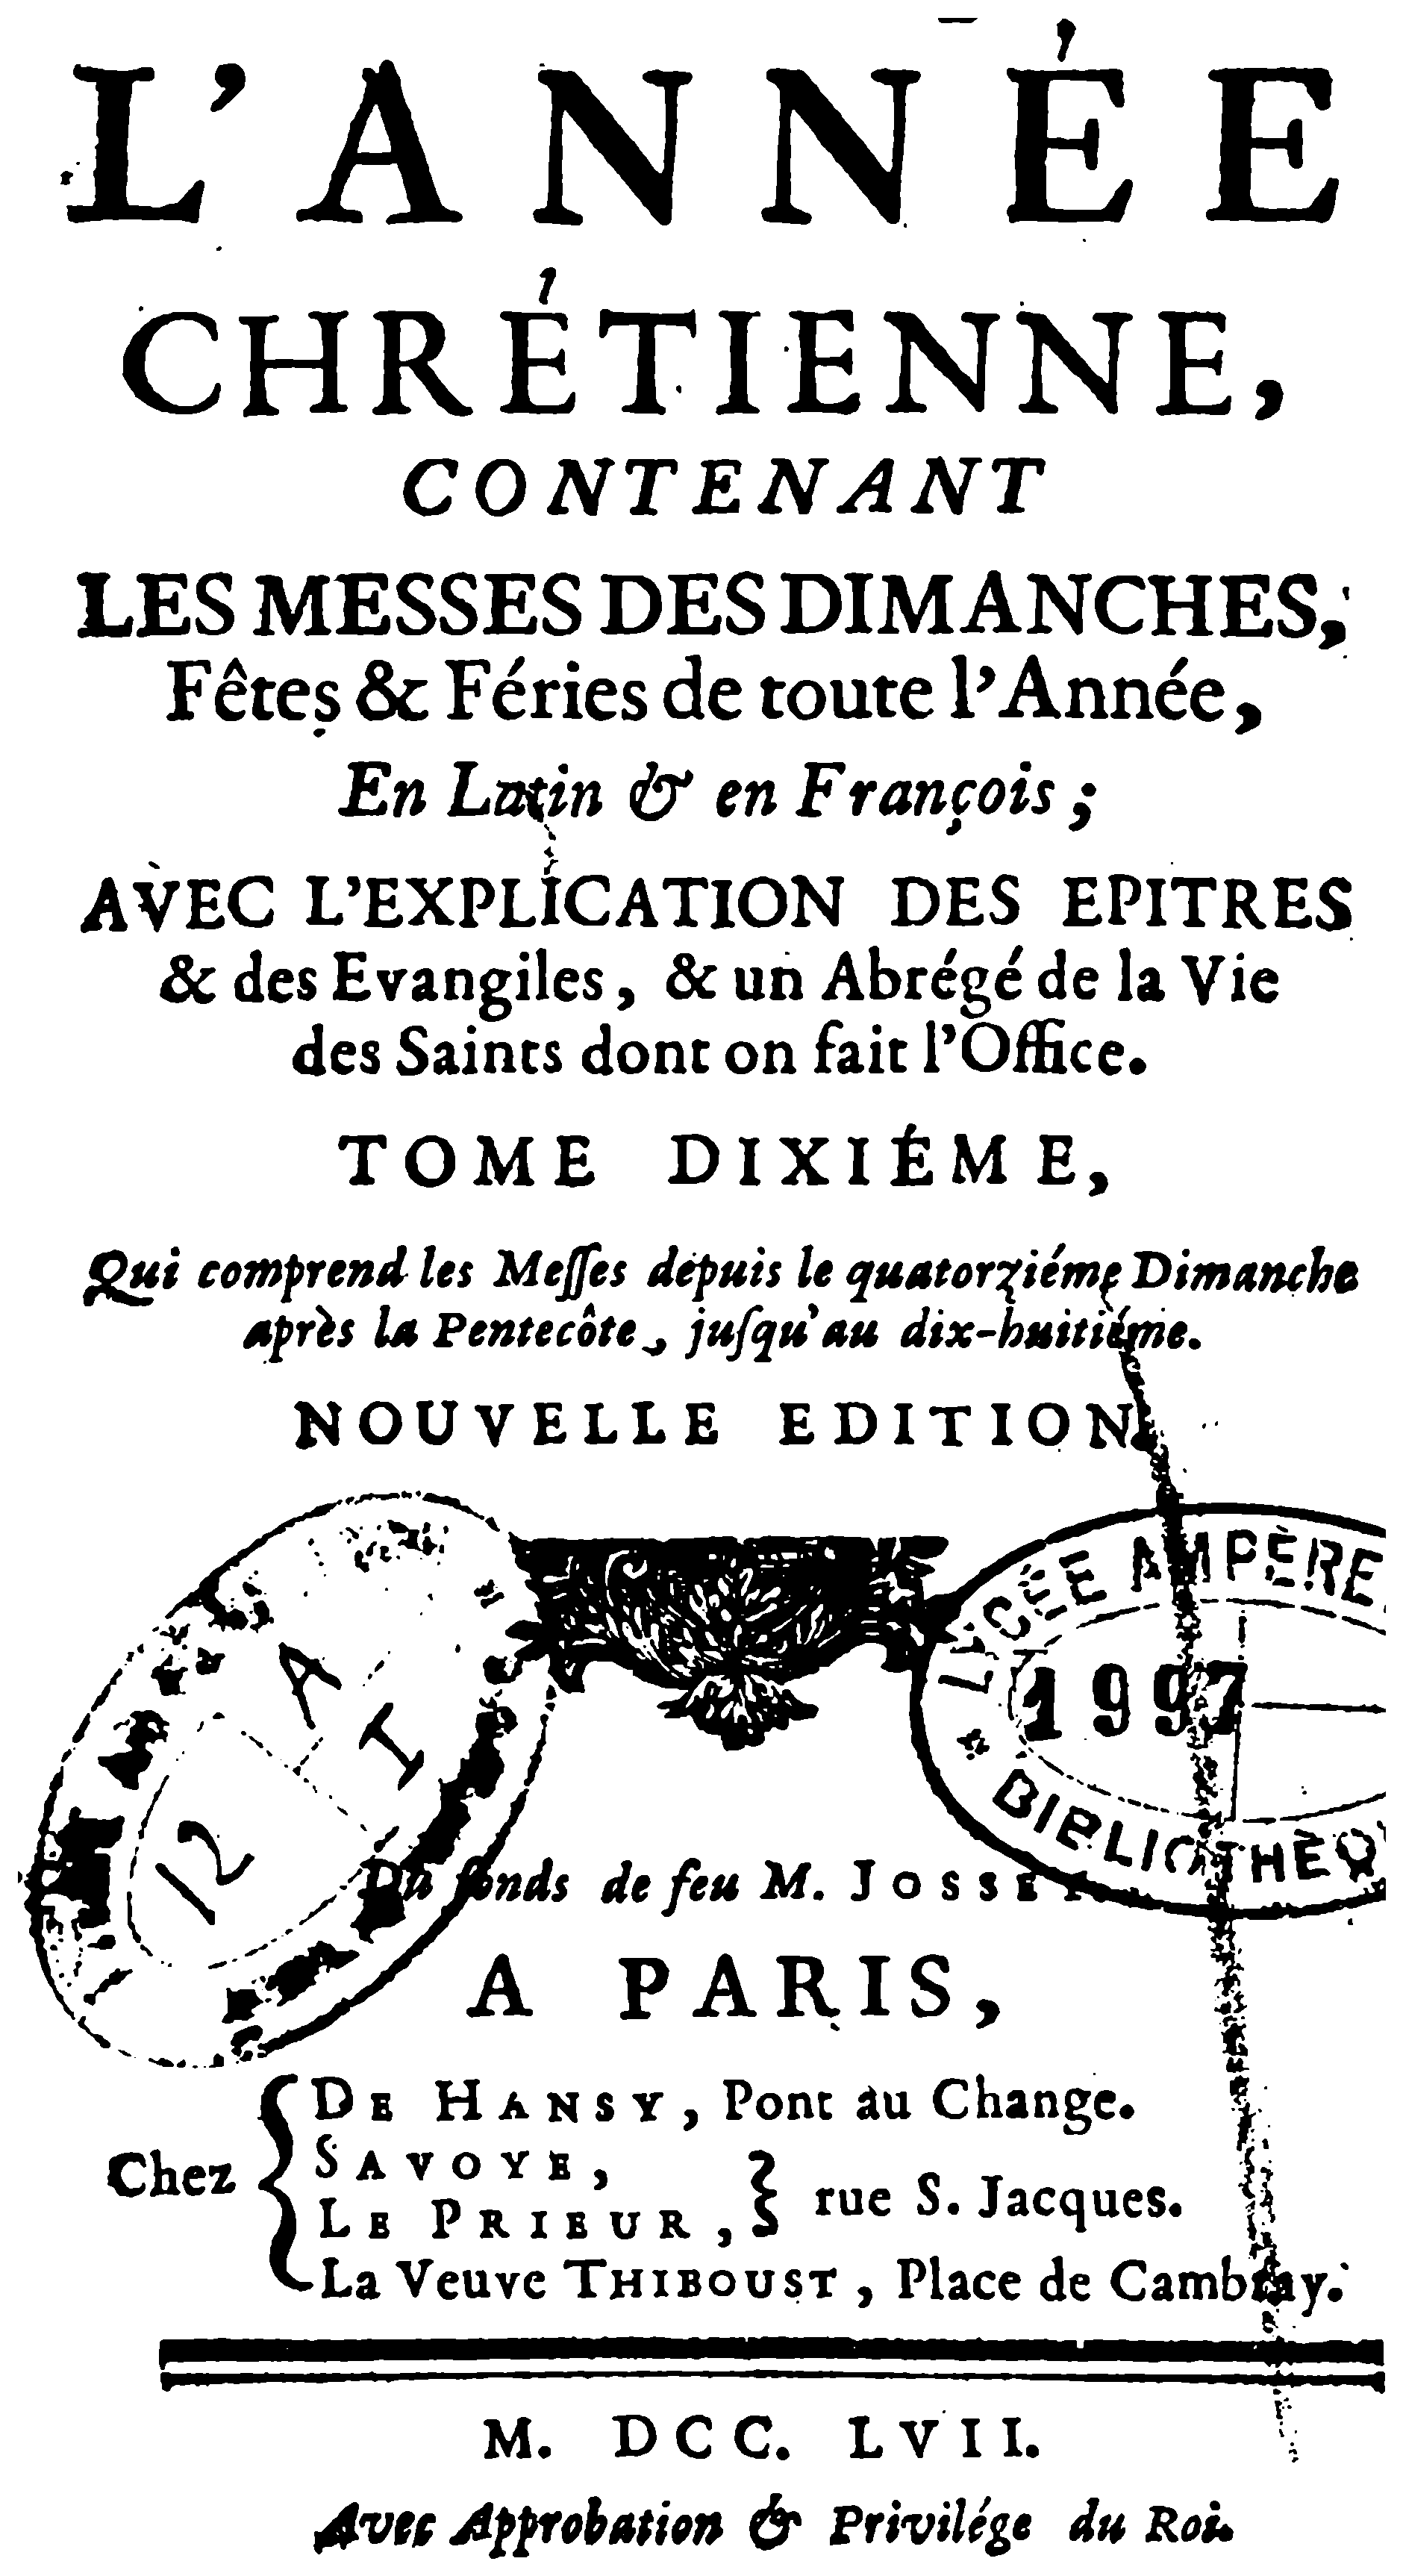 L'ANNÉE
CHRÉTIENNE,
CONTENANT
LES MESSES DES DIMANCHES,
Fêtes & Féries de toute l'Année,
En Latin & en François ;
AVEC L'EXPLICATION DES EPITRES
& des Evangiles, & un Abrégé de la Vie
des Saints dont on fait l'Office.
TOME DIXIÉME,
Qui comprend les Meſſes depuis le quatorziéme Dimanche
après la Pentecôte, juſqu'au dix-huitiéme.
NOUVELLE EDITION.
LYCÉE AMPÈRE
1997
BIBLIOTHÈQ
A I
12
Du fonds de feu M. JOSSE
A PARIS,
Chez
DE HANSY, Pont au Change.
SAVOYE,
LE PRIEUR, rue S. Jacques.
La Veuve THIBOUST, Place de Cambray.
M. DCC. LVII.
Avec Approbation & Privilége du Roi.